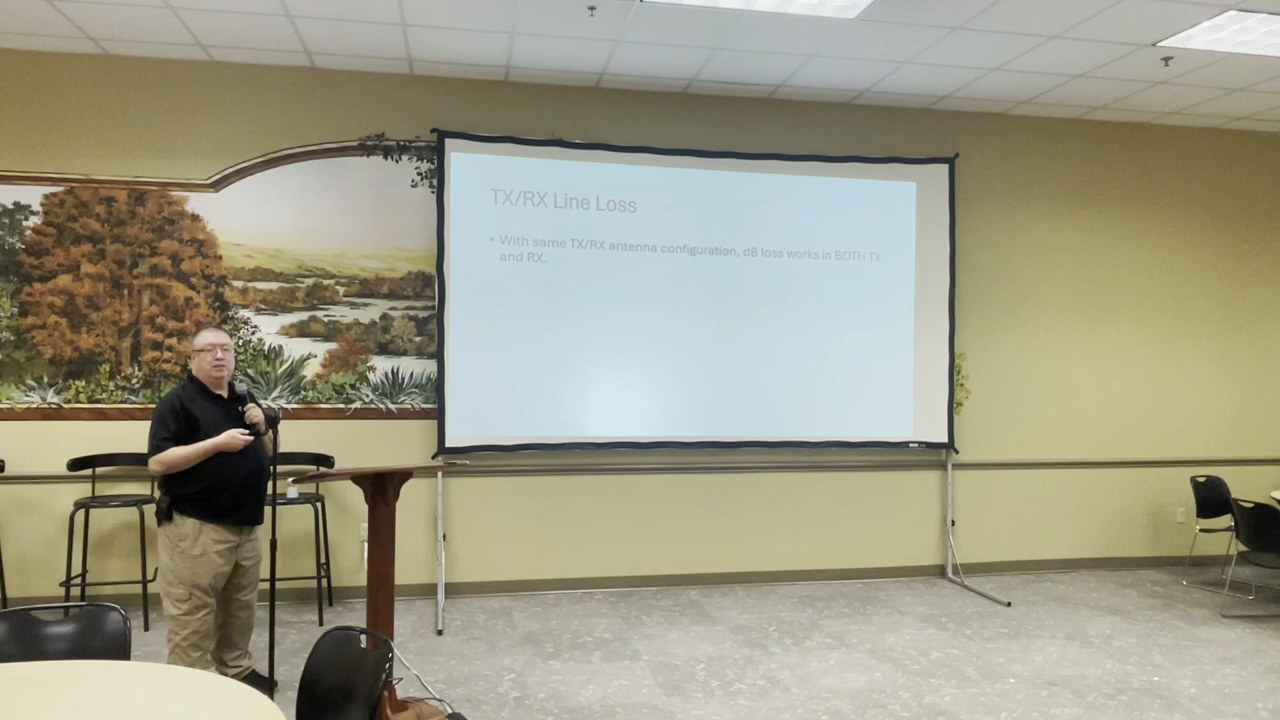 TX/RX Line Loss
• With same TX/RX antenna configuration, dB loss works in BOTH TX
and RX.